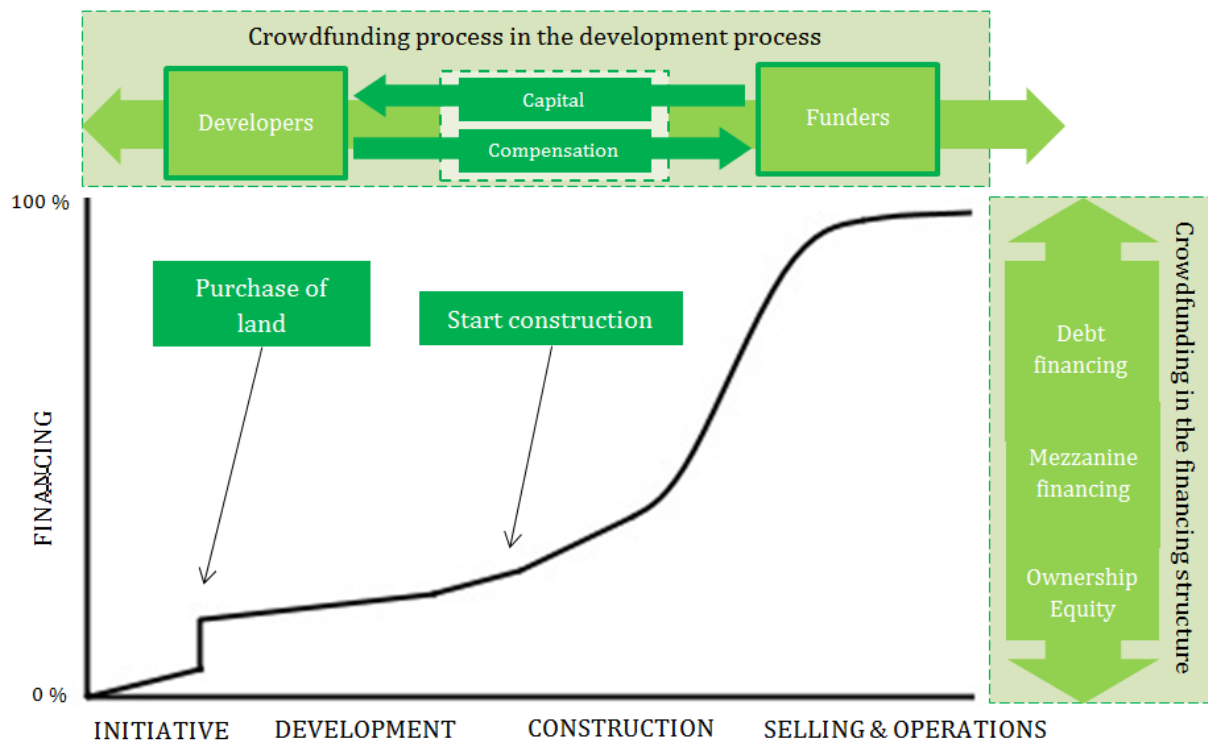 Crowdfunding process in the development process
Developers
Capital
Compensation
Funders
100 %
Purchase of
land
Start construction
FINANCING
0 %
INITIATIVE
DEVELOPMENT
CONSTRUCTION
SELLING & OPERATIONS
Debt
financing
Mezzanine
financing
Ownership
Equity
Crowdfunding in the financing structure